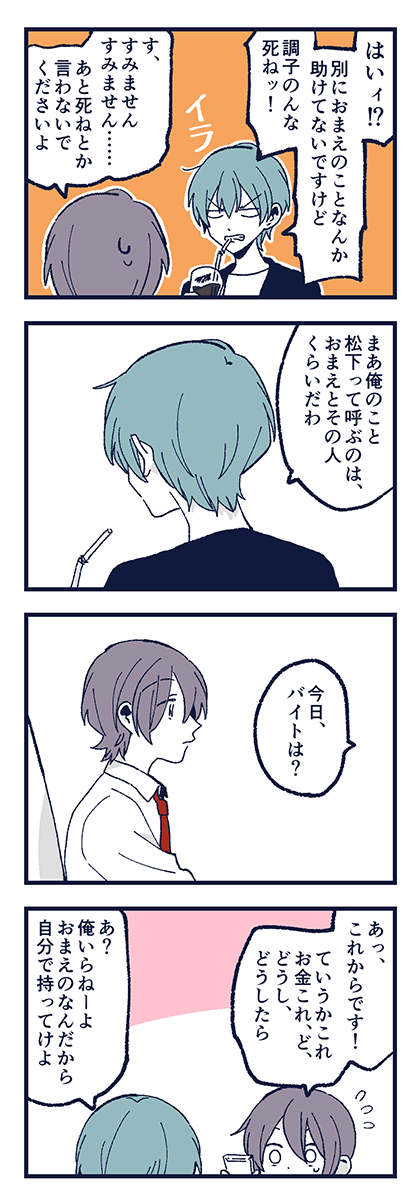 はいィ!?
別におまえのことなんか
助けてないですけど
調子のんな
死ねッ!
イラ
す、
すみません
すみません……
あと死ねとか
言わないで
くださいよ
まあ俺のこと
松下って呼ぶのは、
おまえとその人
くらいだわ
今日、
バイトは?
あっ、
これからです!
ていうかこれ
お金これ、ど、
どうし、
どうしたら
あ?
俺いらねーよ
おまえのなんだから
自分で持ってけよ